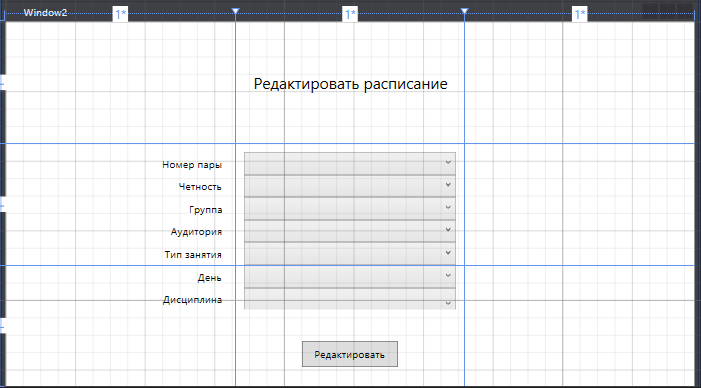 Window2
1*
1*
1*
Редактировать расписание
Номер пары
Четность
Группа
Аудитория
Тип занятия
День
Дисциплина
Редактировать